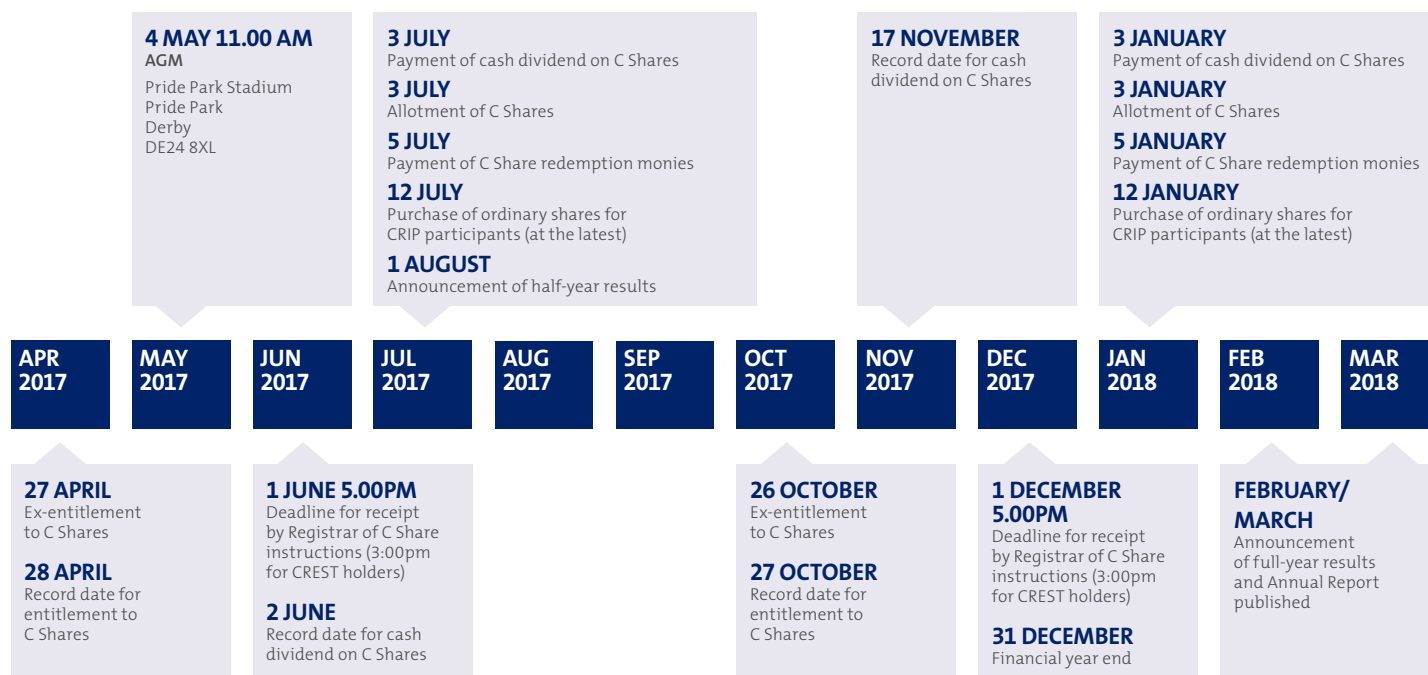 4 MAY 11.00 AM
AGM
Pride Park Stadium
Pride Park
Derby
DE24 8XL
3 JULY
Payment of cash dividend on C Shares
3 JULY
Allotment of C Shares
5 JULY
Payment of C Share redemption monies
12 JULY
Purchase of ordinary shares for
CRIP participants (at the latest)
1 AUGUST
Announcement of half-year results
17 NOVEMBER
Record date for cash
dividend on C Shares
3 JANUARY
Payment of cash dividend on C Shares
3 JANUARY
Allotment of C Shares
5 JANUARY
Payment of C Share redemption monies
12 JANUARY
Purchase of ordinary shares for
CRIP participants (at the latest)
APR
2017
MAY
2017
JUN
2017
JUL
2017
AUG
2017
SEP
2017
OCT
2017
NOV
2017
DEC
2017
JAN
2018
FEB
2018
MAR
2018
27 APRIL
Ex-entitlement
to C Shares
28 APRIL
Record date for
entitlement to
C Shares
1 JUNE 5.00PM
Deadline for receipt
by Registrar of C Share
instructions (3:00pm
for CREST holders)
2 JUNE
Record date for cash
dividend on C Shares
26 OCTOBER
Ex-entitlement
to C Shares
27 OCTOBER
Record date for
entitlement to
C Shares
1 DECEMBER
5.00PM
Deadline for receipt
by Registrar of C Share
instructions (3:00pm
for CREST holders)
31 DECEMBER
Financial year end
FEBRUARY/
MARCH
Announcement
of full-year results
and Annual Report
published